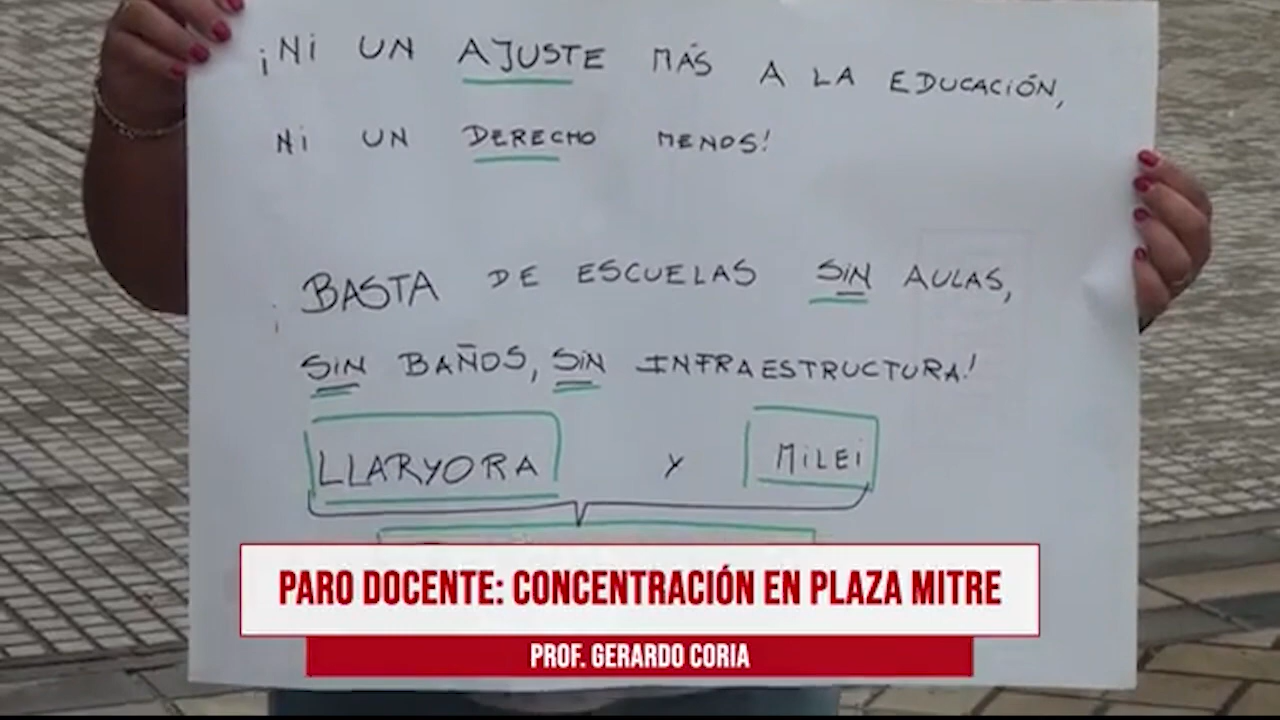 ¡Ni UN AJUSTE MÁS A LA EDUCACIÓN,
Ni UN DERECHO MENOS!
¡BASTA DE ESCUELAS SIN AULAS,
SIN BAÑOS, SIN INFRAESTRUCTURA!
LLARYORA Y MiLEi
PARO DOCENTE: CONCENTRACIÓN EN PLAZA MITRE
PROF. GERARDO CORIA